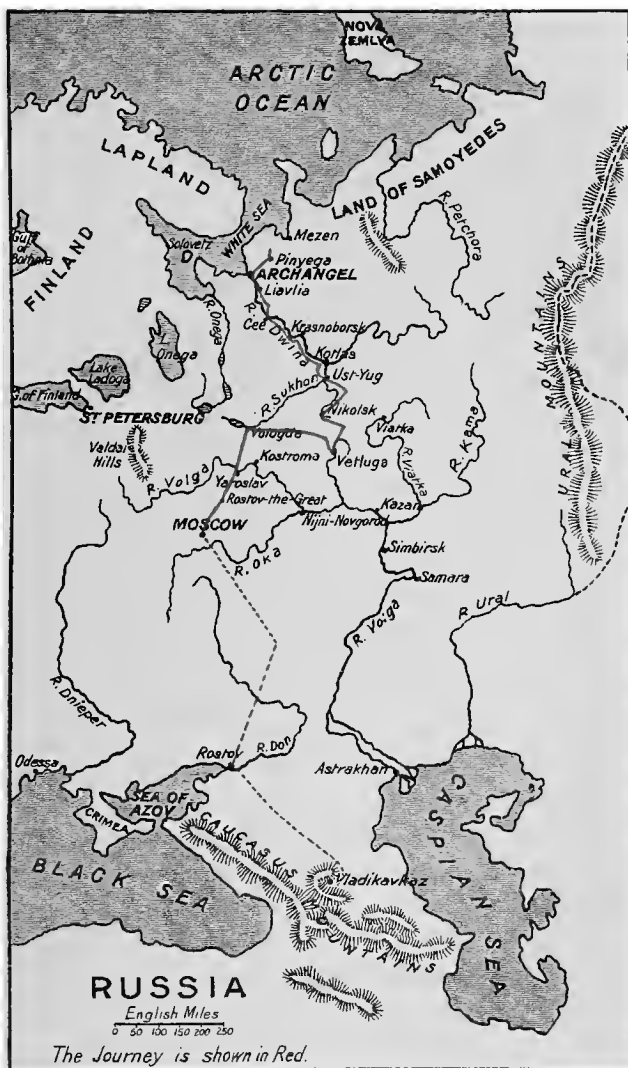 NOVA
ZEMLYA
ARCTIC
OCEAN
LAPLAND
LAND OF SAMOYEDES
R. Petchora
WHITE SEA
Solovetz
Mezen
Pinyega
ARCHANGEL
Liavlia
Gulf
of
Bothnia
FINLAND
R. Onega
R. Dwina
Cee
Krasnoborsk
Kotlas
L.
Onega
Lake
Ladoga
G. of Finland
Ust-Yug
R. Sukhon
Nikolsk
URAL MOUNTAINS
ST PETERSBURG
Vologda
Viatka
R. Viatka
R. Kama
Valdai
Hills
Kostroma
Vetluga
R. Volga
Yaroslav
Rostov-the-Great
Kazan
Nijni-Novgorod
MOSCOW
R. Oka
Simbirsk
Samara
R. Volga
R. Ural
R. Dnieper
Rostov
R. Don
Odessa
Astrakhan
SEA OF
AZOV
CRIMEA
CAUCASUS MOUNTAINS
CASPIAN SEA
BLACK SEA
Vladikavkaz
RUSSIA
English Miles
0 50 100 150 200 250
The Journey is shown in Red.